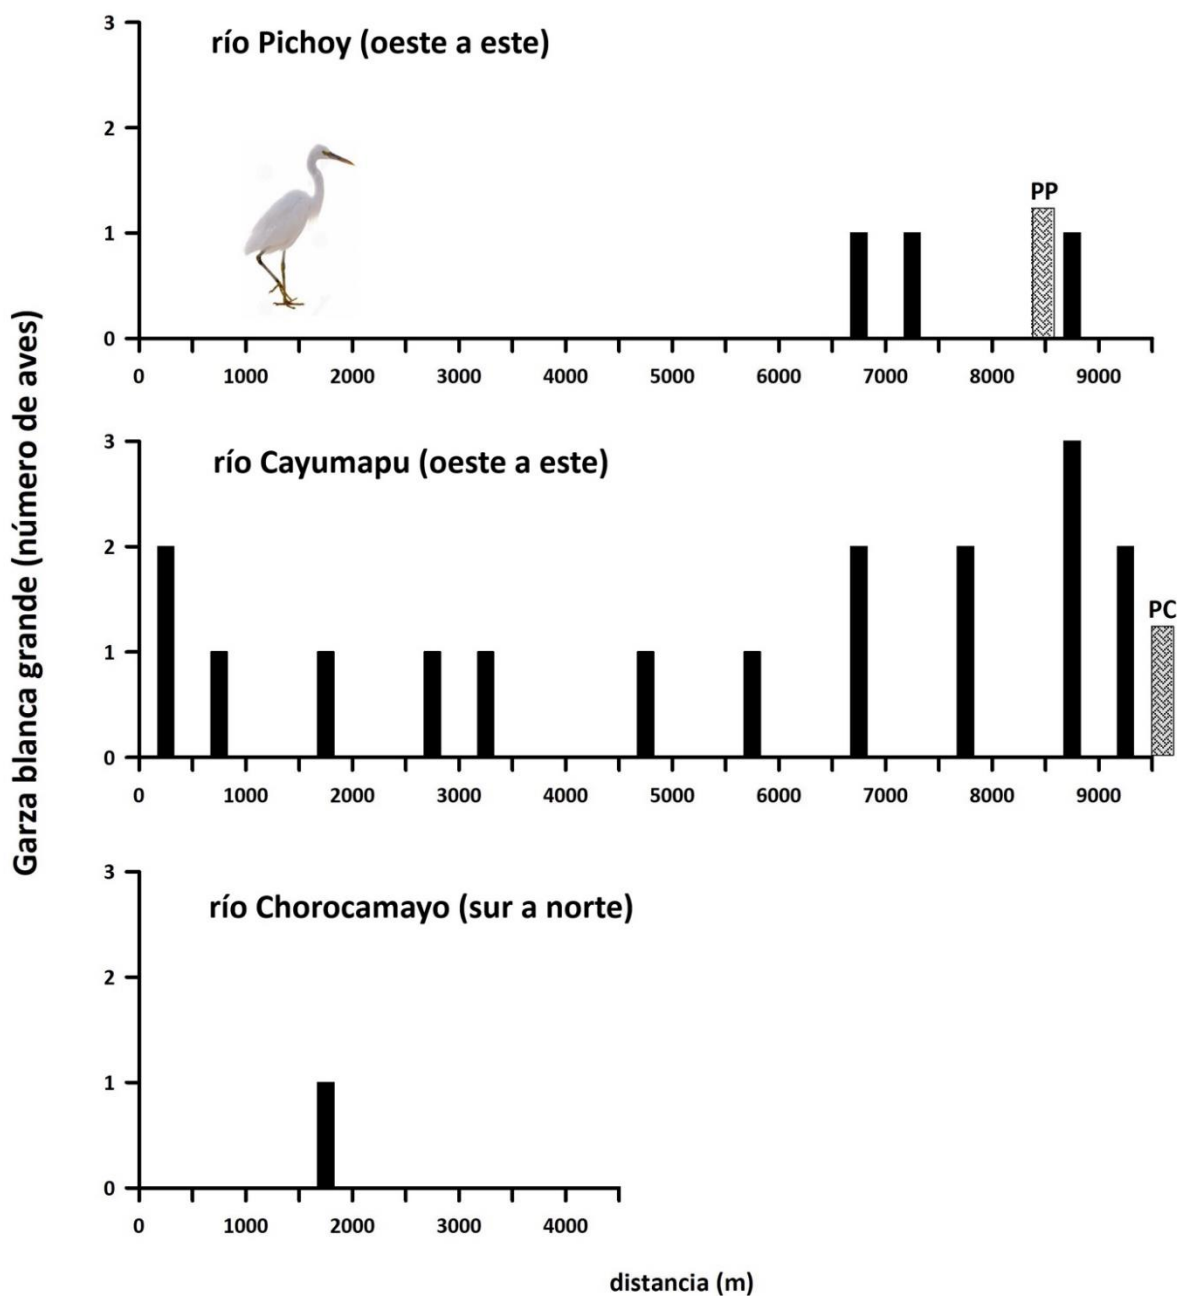 Garza blanca grande (número de aves)
río Pichoy (oeste a este)
3
2
1
0
PP
0 1000 2000 3000 4000 5000 6000 7000 8000 9000
río Cayumapu (oeste a este)
3
2
1
0
PC
0 1000 2000 3000 4000 5000 6000 7000 8000 9000
río Chorocamayo (sur a norte)
3
2
1
0
0 1000 2000 3000 4000
distancia (m)